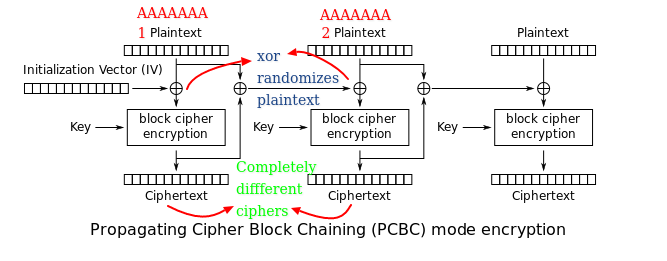 AAAAAAA
1 Plaintext
AAAAAAA
2 Plaintext
Plaintext
Initialization Vector (IV)
xor
randomizes
plaintext
Key
block cipher
encryption
Key
block cipher
encryption
Key
block cipher
encryption
Completely
diffferent
ciphers
Ciphertext
Ciphertext
Ciphertext
Propagating Cipher Block Chaining (PCBC) mode encryption